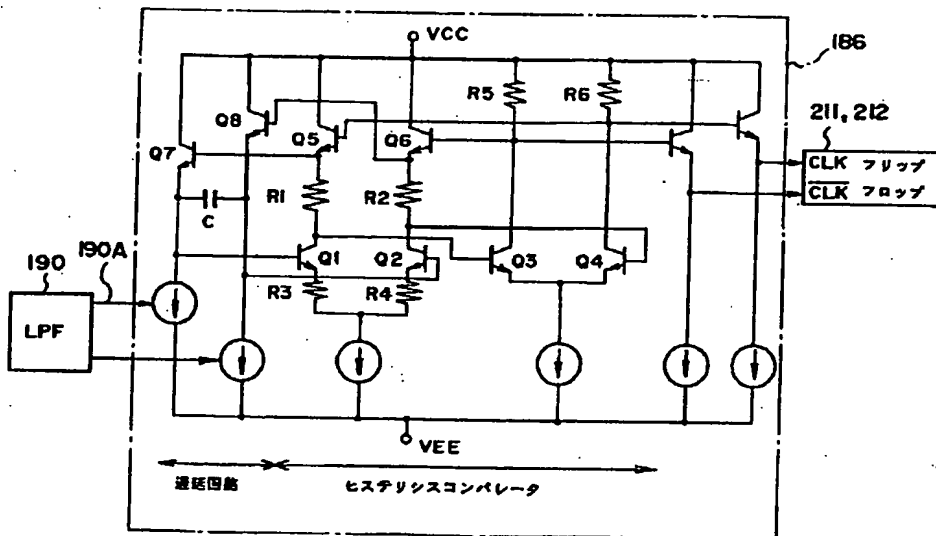 VCC
186
R5
R6
211, 212
Q8
Q5
Q6
Q7
CLK フリップ
CLK フロップ
R1
R2
C
190A
190
Q1
Q2
Q3
Q4
R3
R4
LPF
VEE
遅延回路
ヒステリシスコンパレータ